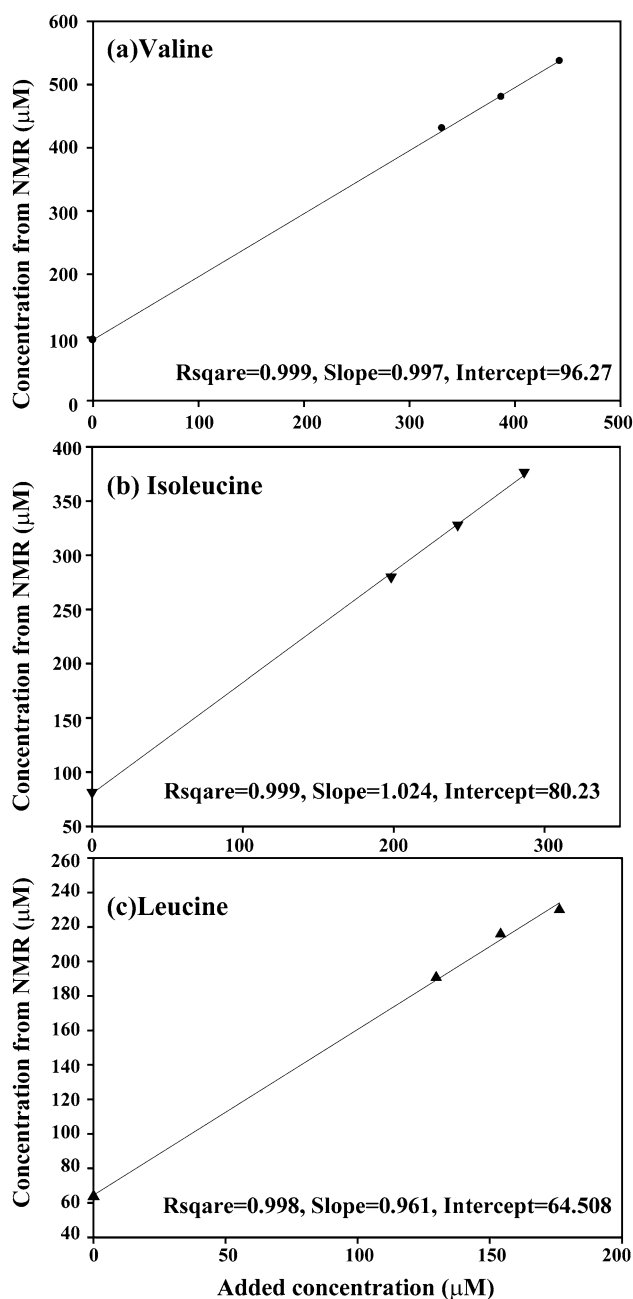 600
(a)Valine
500
400
300
200
100
0
Concentration from NMR (μM)
Rsqare=0.999, Slope=0.997, Intercept=96.27
0 100 200 300 400 500
400
(b) Isoleucine
350
300
250
200
150
100
50
Concentration from NMR (μM)
Rsqare=0.999, Slope=1.024, Intercept=80.23
0 100 200 300
260
(c)Leucine
240
220
200
180
160
140
120
100
80
60
40
Concentration from NMR (μM)
Rsqare=0.998, Slope=0.961, Intercept=64.508
0 50 100 150 200
Added concentration (μM)